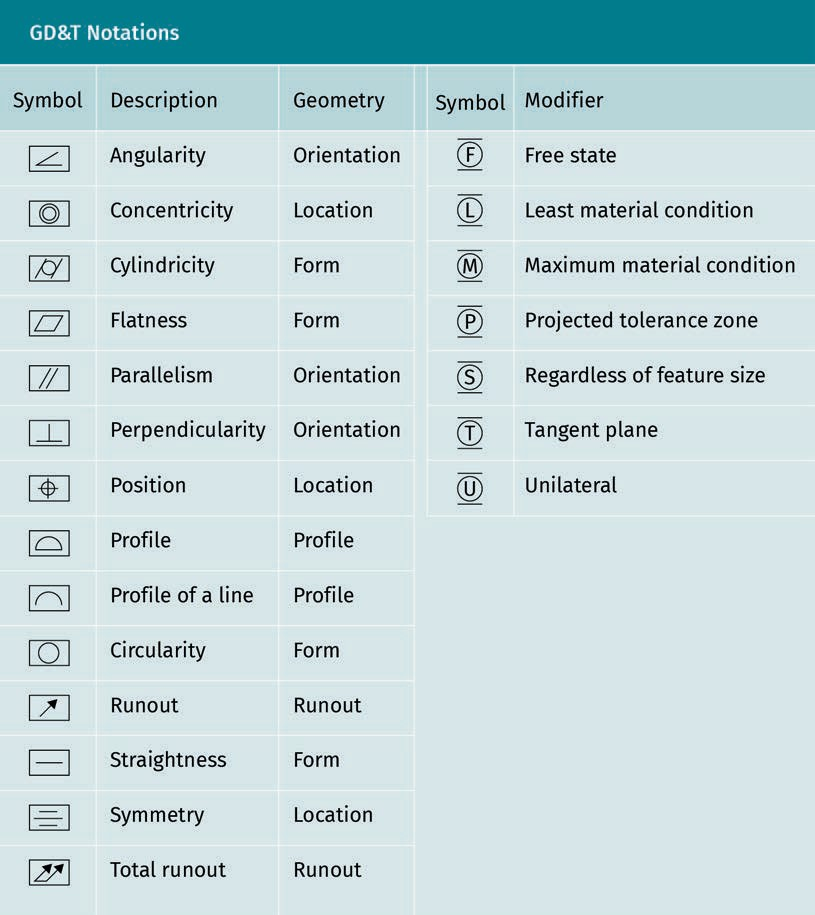 GD&T Notations
Symbol Description Geometry Symbol Modifier
Angularity Orientation F Free state
Concentricity Location L Least material condition
Cylindricity Form M Maximum material condition
Flatness Form P Projected tolerance zone
Parallelism Orientation S Regardless of feature size
Perpendicularity Orientation T Tangent plane
Position Location U Unilateral
Profile Profile
Profile of a line Profile
Circularity Form
Runout Runout
Straightness Form
Symmetry Location
Total runout Runout